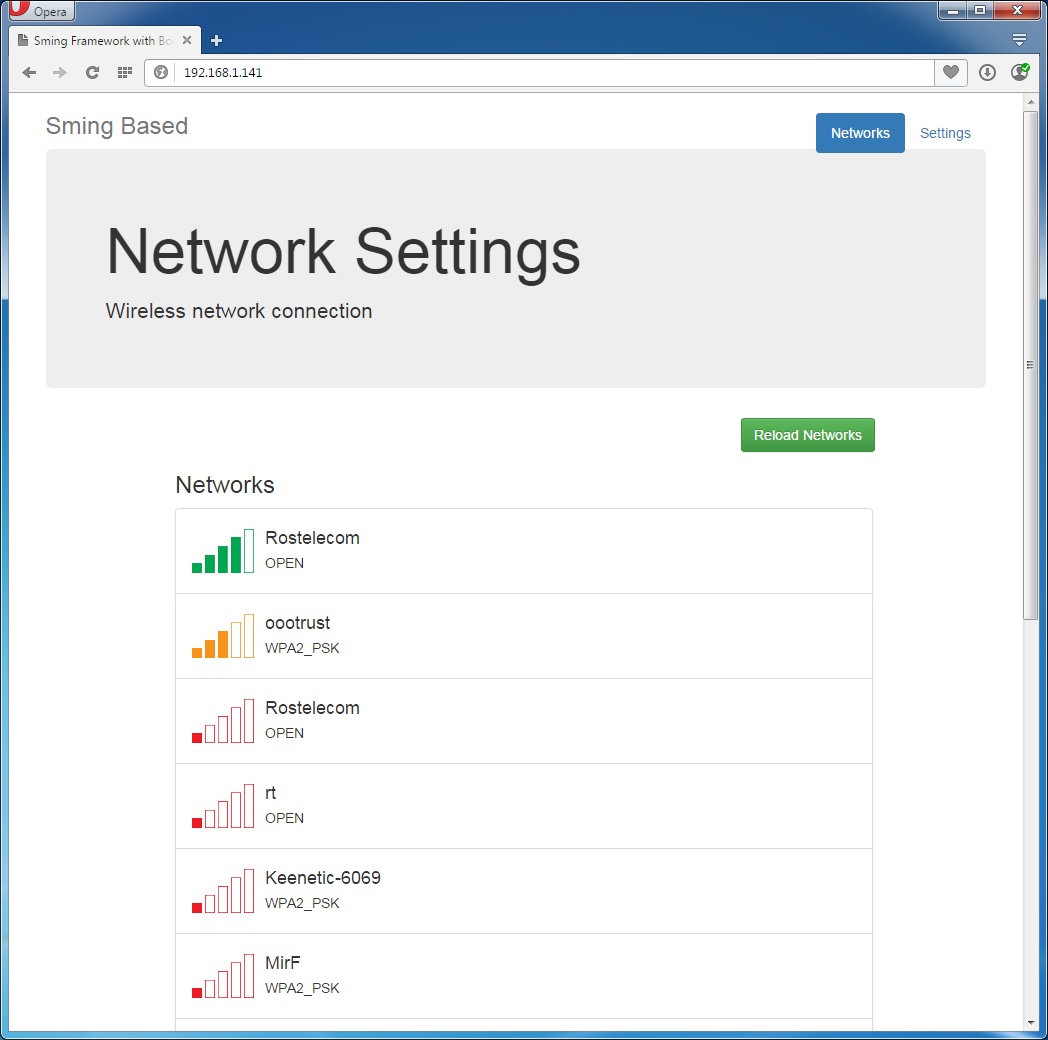 Opera
Sming Framework with Bo
192.168.1.141
Sming Based
Networks
Settings
Network Settings
Wireless network connection
Reload Networks
Networks
Rostelecom
OPEN
oootrust
WPA2_PSK
Rostelecom
OPEN
rt
OPEN
Keenetic-6069
WPA2_PSK
MirF
WPA2_PSK